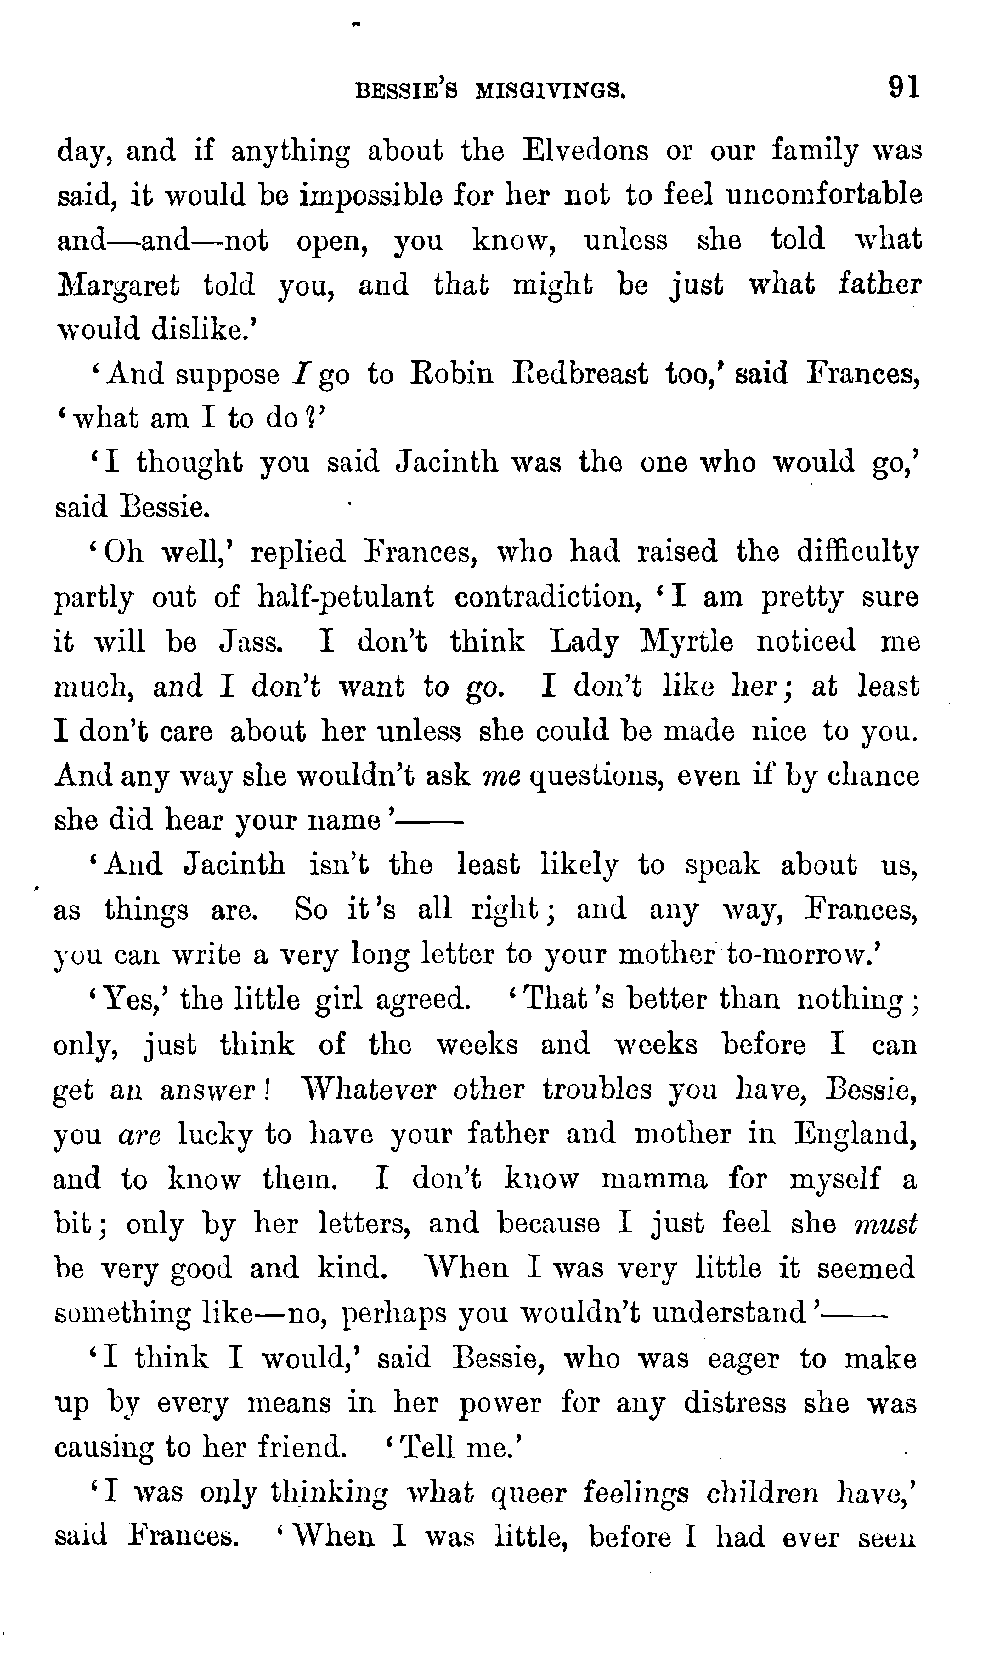 BESSIE'S MISGIVINGS. 91
day, and if anything about the Elvedons or our family was
said, it would be impossible for her not to feel uncomfortable
and—and—not open, you know, unless she told what
Margaret told you, and that might be just what father
would dislike.'
'And suppose I go to Robin Redbreast too,' said Frances,
'what am I to do?'
'I thought you said Jacinth was the one who would go,'
said Bessie.
'Oh well,' replied Frances, who had raised the difficulty
partly out of half-petulant contradiction, 'I am pretty sure
it will be Jass. I don't think Lady Myrtle noticed me
much, and I don't want to go. I don't like her; at least
I don't care about her unless she could be made nice to you.
And any way she wouldn't ask me questions, even if by chance
she did hear your name'——
'And Jacinth isn't the least likely to speak about us,
as things are. So it's all right; and any way, Frances,
you can write a very long letter to your mother to-morrow.'
'Yes,' the little girl agreed. 'That's better than nothing;
only, just think of the weeks and weeks before I can
get an answer! Whatever other troubles you have, Bessie,
you are lucky to have your father and mother in England,
and to know them. I don't know mamma for myself a
bit; only by her letters, and because I just feel she must
be very good and kind. When I was very little it seemed
something like—no, perhaps you wouldn't understand'——
'I think I would,' said Bessie, who was eager to make
up by every means in her power for any distress she was
causing to her friend. 'Tell me.'
'I was only thinking what queer feelings children have,'
said Frances. 'When I was little, before I had ever seen